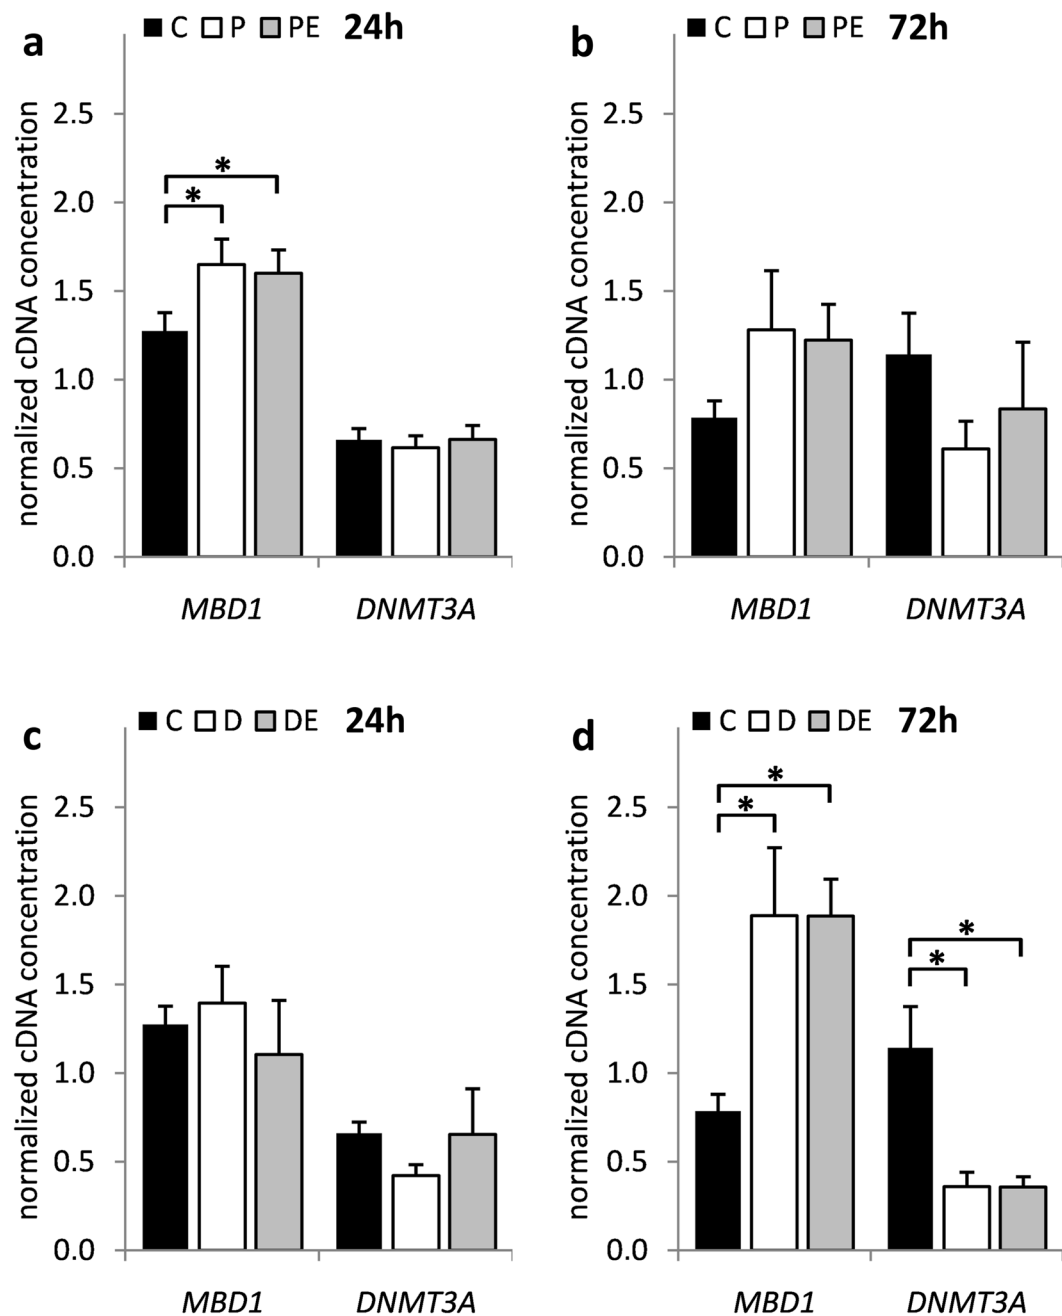 a
C P PE 24h
normalized cDNA concentration
2.5
2.0
1.5
1.0
0.5
0.0
*
*
MBD1 DNMT3A
b
C P PE 72h
normalized cDNA concentration
2.5
2.0
1.5
1.0
0.5
0.0
MBD1 DNMT3A
c
C D DE 24h
normalized cDNA concentration
2.5
2.0
1.5
1.0
0.5
0.0
MBD1 DNMT3A
d
C D DE 72h
normalized cDNA concentration
2.5
2.0
1.5
1.0
0.5
0.0
*
*
*
*
MBD1 DNMT3A